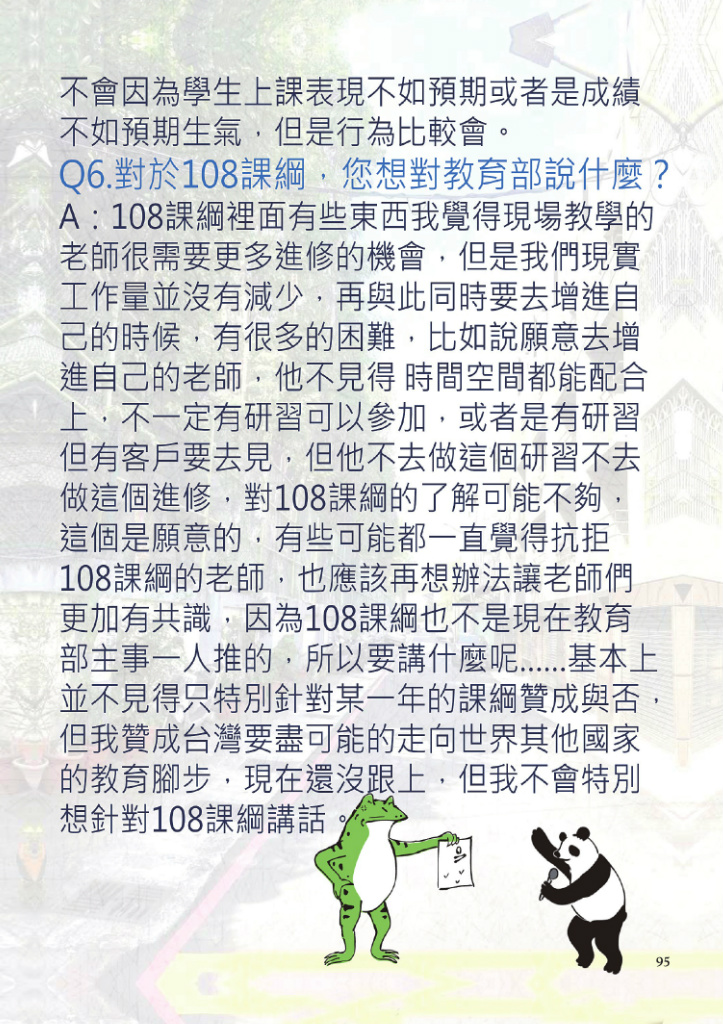 不會因為學生上課表現不如預期或者是成績
不如預期生氣，但是行為比較會。
Q6.對於108課綱，您想對教育部說什麼？
A：108課綱裡面有些東西我覺得現場教學的
老師很需要更多進修的機會，但是我們現實
工作量並沒有減少，再與此同時要去增進自
己的時候，有很多的困難，比如說願意去增
進自己的老師，他不見得 時間空間都能配合
上，不一定有研習可以參加，或者是有研習
但有客戶要去見，但他不去做這個研習不去
做這個進修，對108課綱的了解可能不夠，
這個是願意的，有些可能都一直覺得抗拒
108課綱的老師，也應該再想辦法讓老師們
更加有共識，因為108課綱也不是現在教育
部主事一人推的，所以要講什麼呢......基本上
並不見得只特別針對某一年的課綱贊成與否，
但我贊成台灣要盡可能的走向世界其他國家
的教育腳步，現在還沒跟上，但我不會特別
想針對108課綱講話。
95